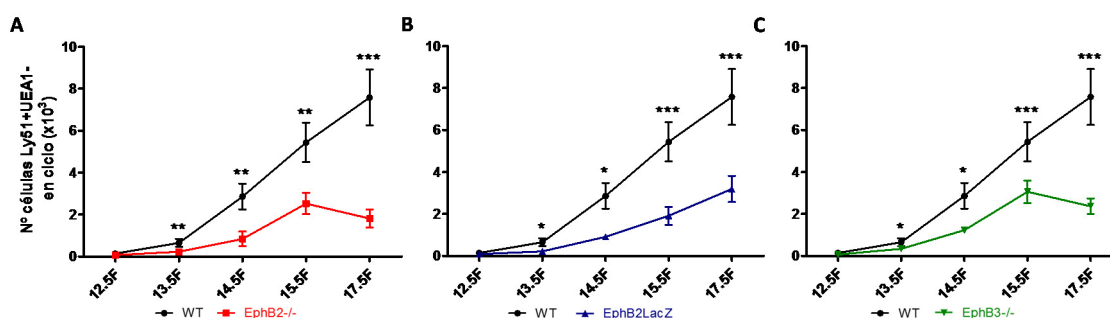 A
B
C
Nº células Ly51+UEA1-
en ciclo (x10³)
10
8
6
4
2
0
**
**
**
***
12.5F
13.5F
14.5F
15.5F
17.5F
WT
EphB2-/-
10
8
6
4
2
0
*
*
***
***
12.5F
13.5F
14.5F
15.5F
17.5F
WT
EphB2LacZ
10
8
6
4
2
0
*
*
***
***
12.5F
13.5F
14.5F
15.5F
17.5F
WT
EphB3-/-